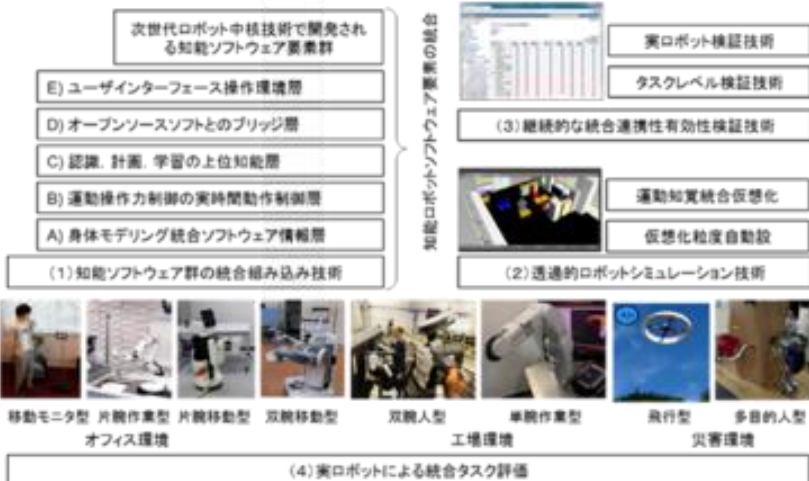 次世代ロボット中核技術で開発され
る知能ソフトウェア要素群
E) ユーザインターフェース操作環境層
D) オープンソースソフトとのブリッジ層
C) 認識, 計画, 学習の上位知能層
B) 運動操作力制御の実時間動作制御層
A) 身体モデリング統合ソフトウェア情報層
(1)知能ソフトウェア群の統合組み込み技術
知能ロボットソフトウェア要素の統合
実ロボット検証技術
タスクレベル検証技術
(3)継続的な統合連携性有効性検証技術
運動知覚統合仮想化
仮想化粒度自動設
(2)透過的ロボットシミュレーション技術
移動モニタ型 片腕作業型 片腕移動型 双腕移動型 双腕人型 単腕作業型 飛行型 多目的人型
オフィス環境 工場環境 災害環境
(4)実ロボットによる統合タスク評価